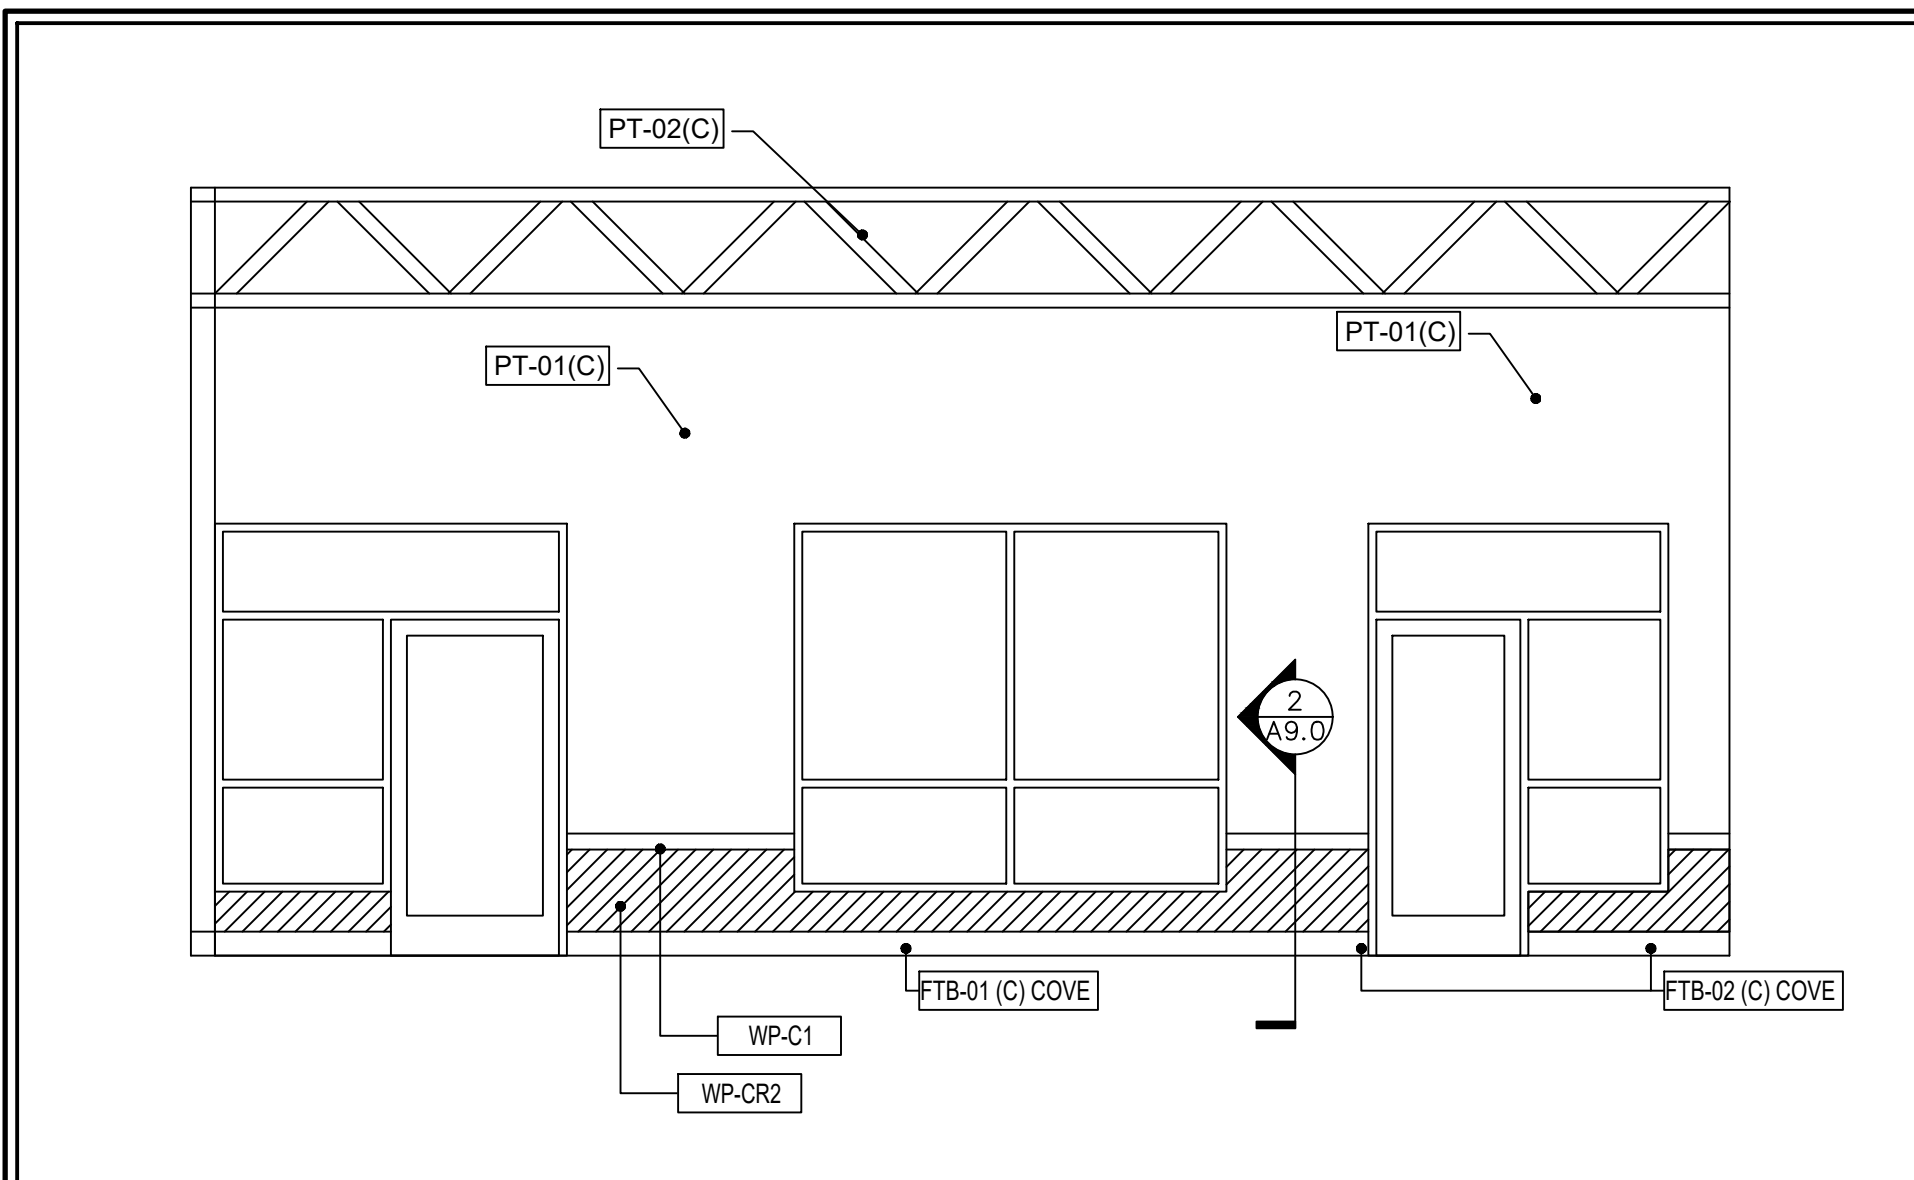 PT-02(C)
PT-01(C)
PT-01(C)
2
A9.0
FTB-01 (C) COVE
FTB-02 (C) COVE
WP-C1
WP-CR2